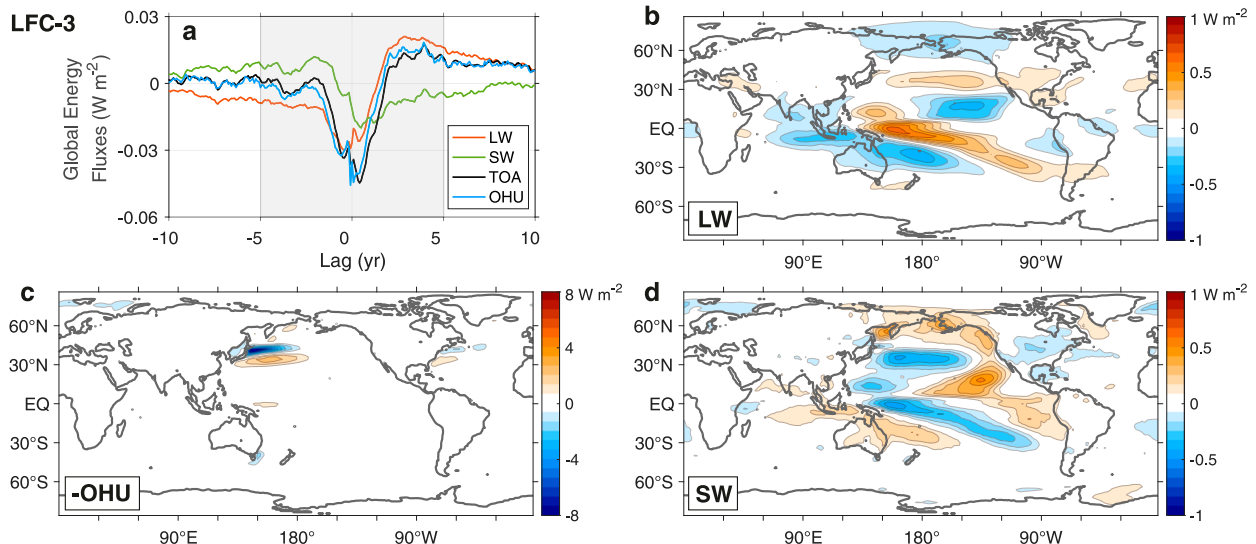 LFC-3
a
0.03
0
-0.03
-0.06
Global Energy
Fluxes (W m-2)
LW
SW
TOA
OHU
-10
-5
0
5
10
Lag (yr)
b
60°N
30°N
EQ
30°S
60°S
LW
90°E
180°
90°W
1 W m-2
0.5
0
-0.5
-1
c
60°N
30°N
EQ
30°S
60°S
-OHU
90°E
180°
90°W
8 W m-2
4
0
-4
-8
d
60°N
30°N
EQ
30°S
60°S
SW
90°E
180°
90°W
1 W m-2
0.5
0
-0.5
-1